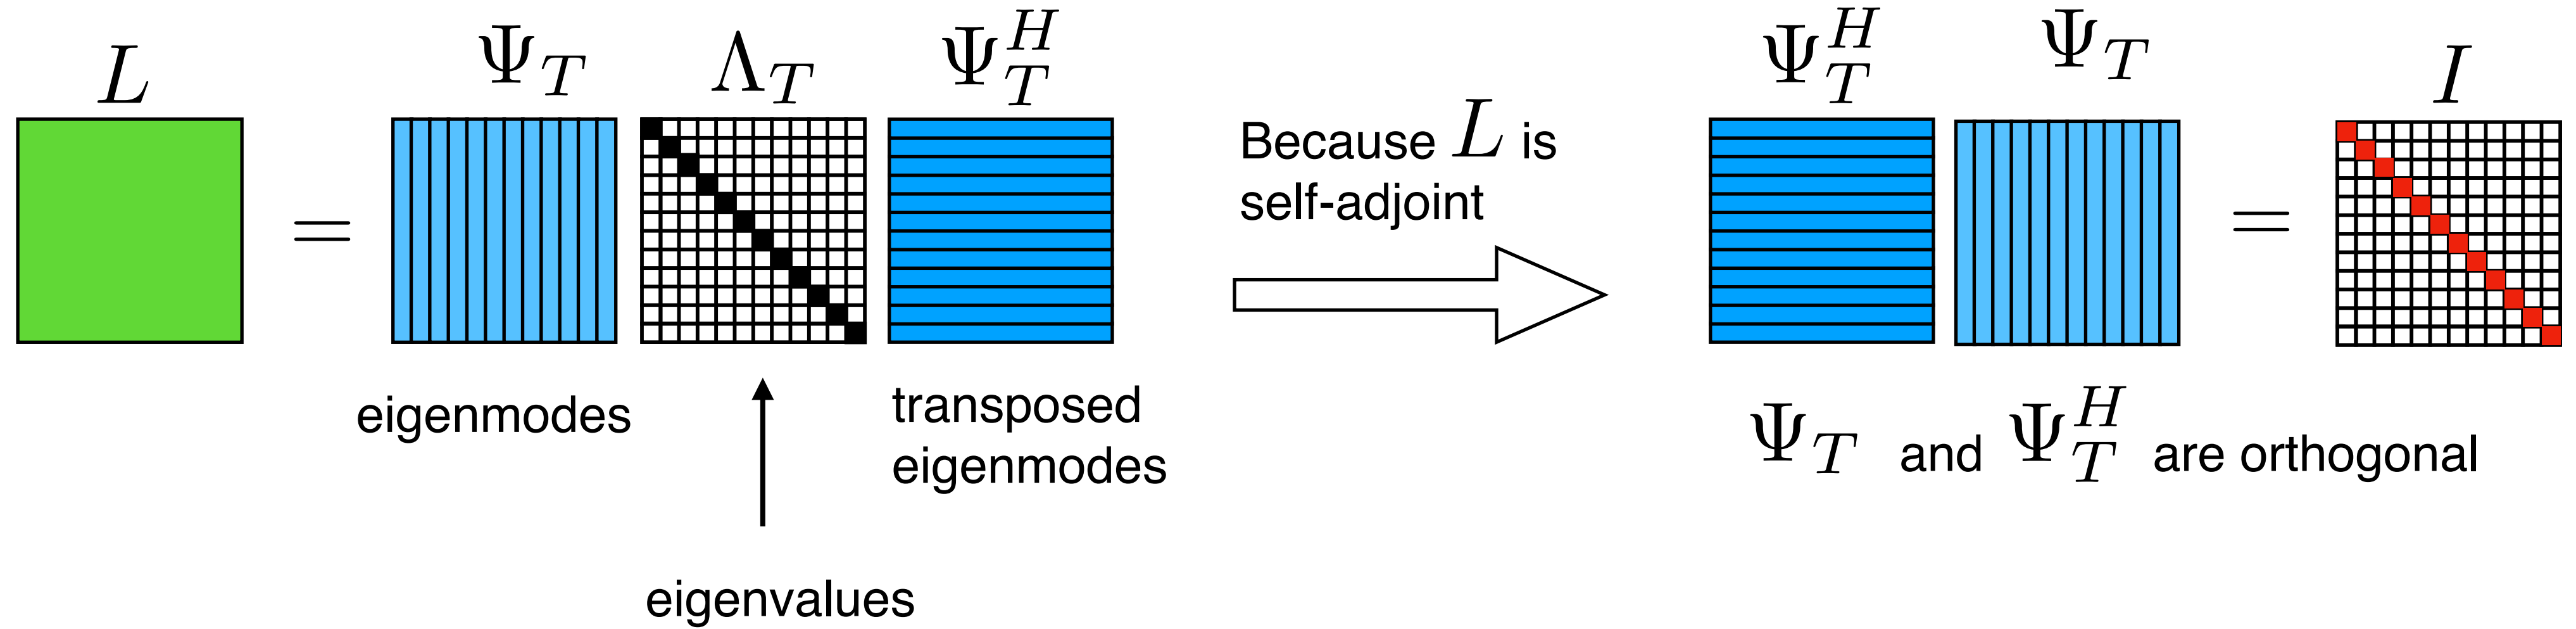 L = Ψ_T Λ_T Ψ_T^H
eigenmodes
eigenvalues
transposed
eigenmodes
Because L is
self-adjoint
Ψ_T^H Ψ_T = I
Ψ_T and Ψ_T^H are orthogonal